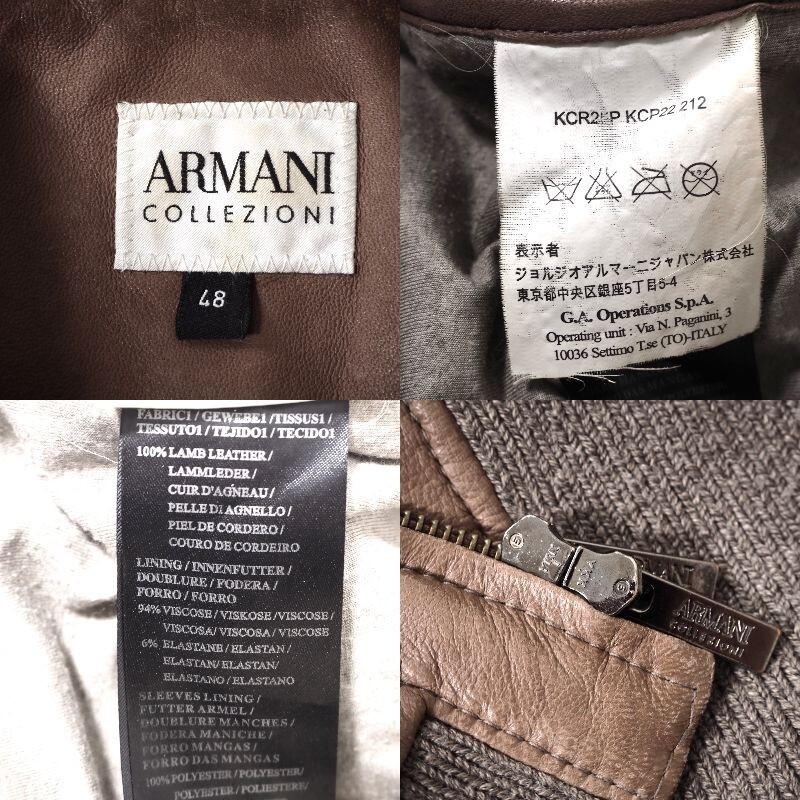 ARMANI
COLLEZIONI
48
KCP22 212
表示者
ジョルジオアルマーニジャパン株式会社
東京都中央区銀座5丁目5-4
G.A. Operations S.p.A.
Operating unit : Via N. Paganini, 3
10036 Settimo T.se (TO)-ITALY
FABRIC1 / GEWEBE1 /TISSUS1 /
TESSUTO1 / TEJIDO1 / TECIDO1
100% LAMB LEATHER /
LAMMLEDER /
CUIR D'AGNEAU /
PELLE D'AGNELLO /
PIEL DE CORDERO /
COURO DE CORDEIRO
LINING / INNENFUTTER /
DOUBLURE / FODERA /
FORRO / FORRO
94% VISCOSE / VISKOSE /VISCOSE /
VISCOSA/ VISCOSA / VISCOSE
6% ELASTANE / ELASTAN /
ELASTAN/ ELASTAN/
ELASTANO / ELASTANO
SLEEVES LINING /
FUTTER ARMEL /
DOUBLURE MANCHES /
FODERA MANICHE /
FORRO MANGAS /
FORRO DAS MANGAS
100% POLYESTER / POLYESTER/
POLYESTER/ POLIESTERE/
ARMANI
COLLEZIONI